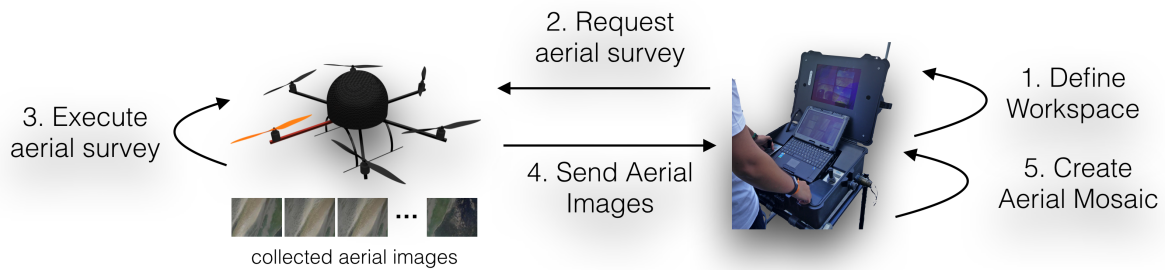 2. Request
aerial survey
1. Define
Workspace
3. Execute
aerial survey
4. Send Aerial
Images
5. Create
Aerial Mosaic
...
collected aerial images